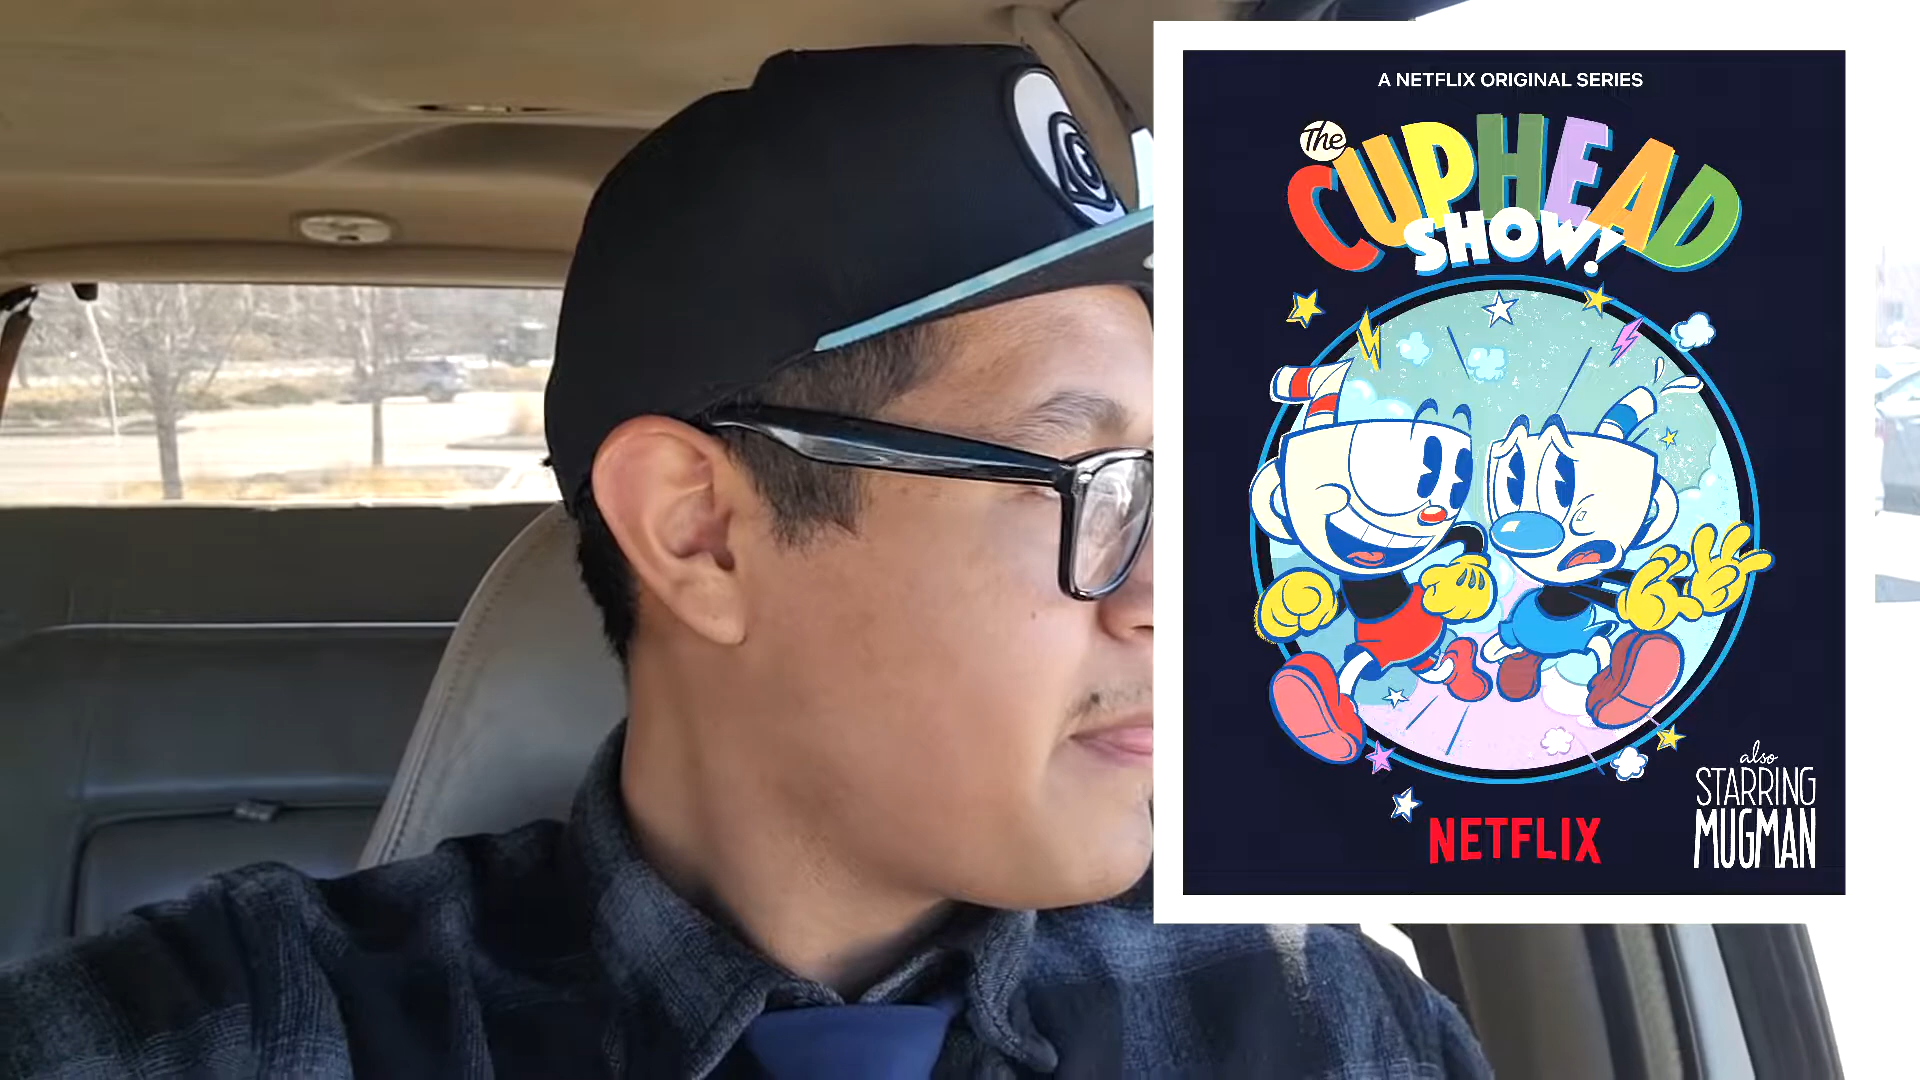 A NETFLIX ORIGINAL SERIES
The
CUPHEAD
SHOW!
also
STARRING
MUGMAN
NETFLIX